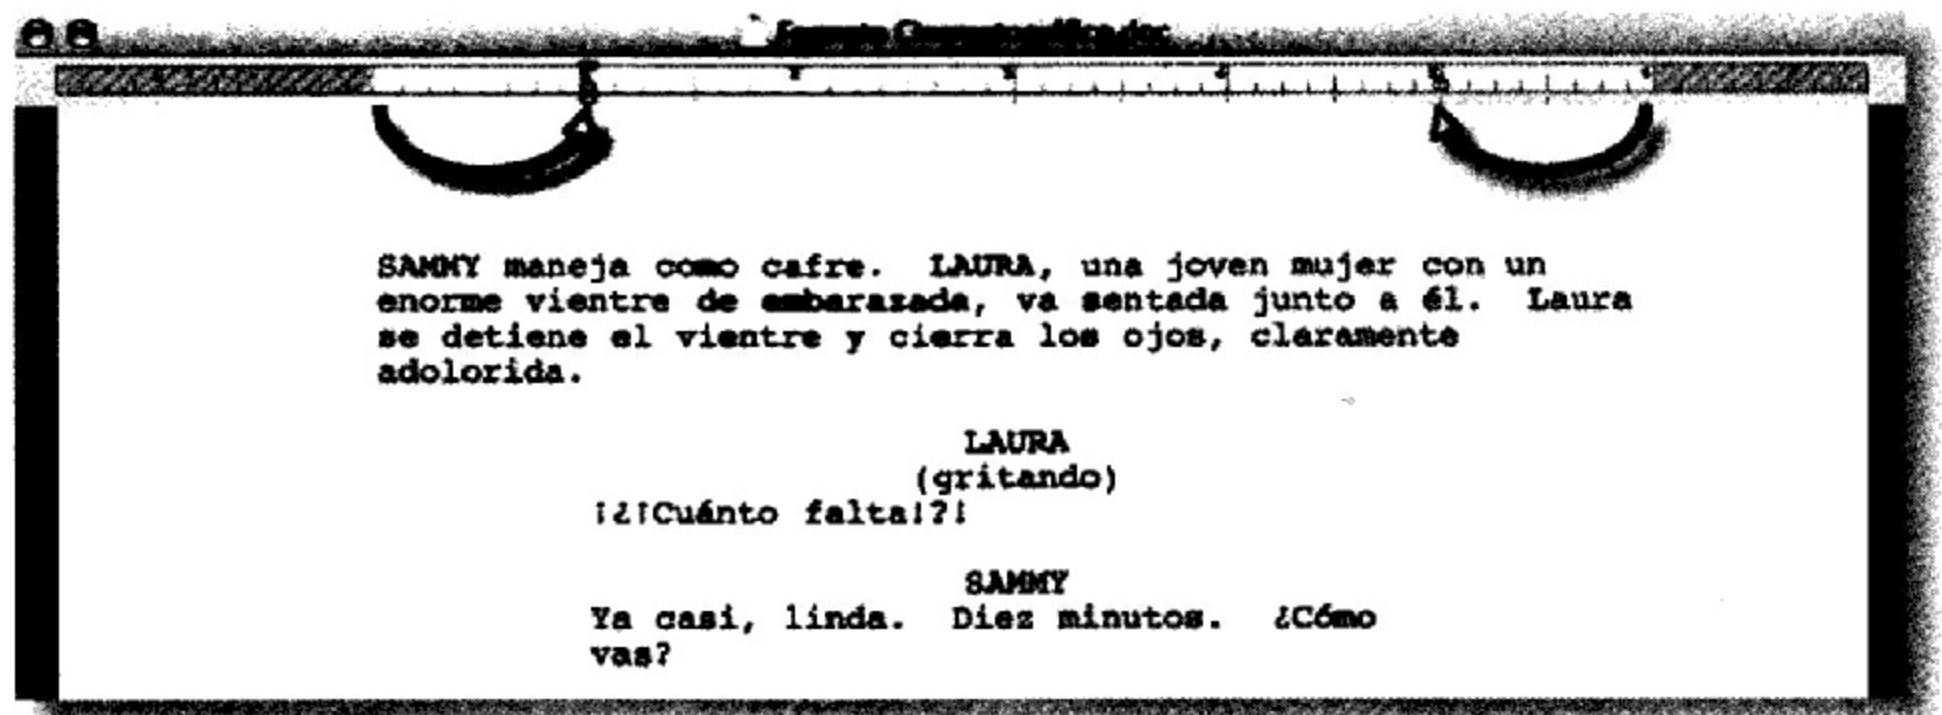 SAMMY maneja como cafre.  LAURA, una joven mujer con un
enorme vientre de embarazada, va sentada junto a él.  Laura
se detiene el vientre y cierra los ojos, claramente
adolorida.
LAURA
(gritando)
¡¿¡Cuánto falta!?!
SAMMY
Ya casi, linda.  Diez minutos.  ¿Cómo
vas?